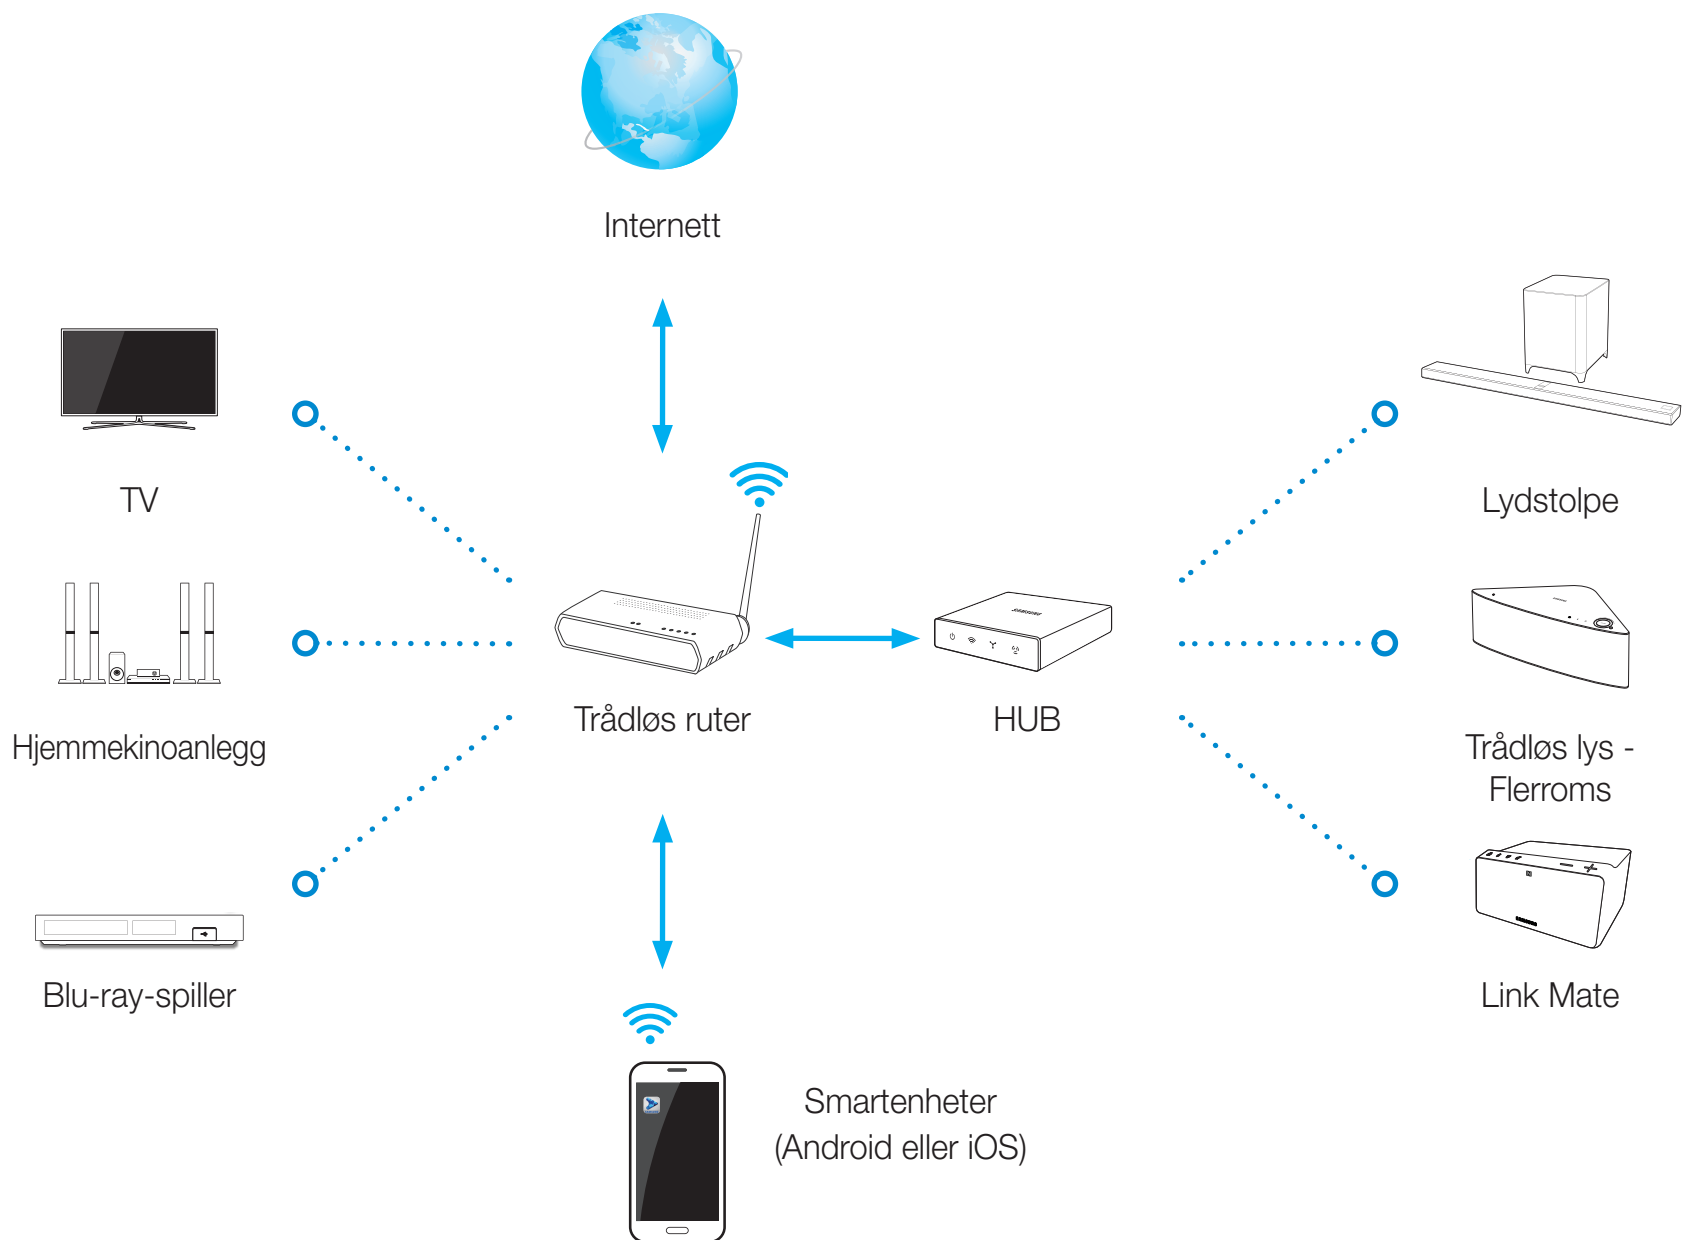 Internett
TV
Lydstolpe
SAMSUNG
Trådløs ruter
HUB
Hjemmekinoanlegg
Trådløs lys -
Flerroms
Blu-ray-spiller
Link Mate
Smartenheter
(Android eller iOS)